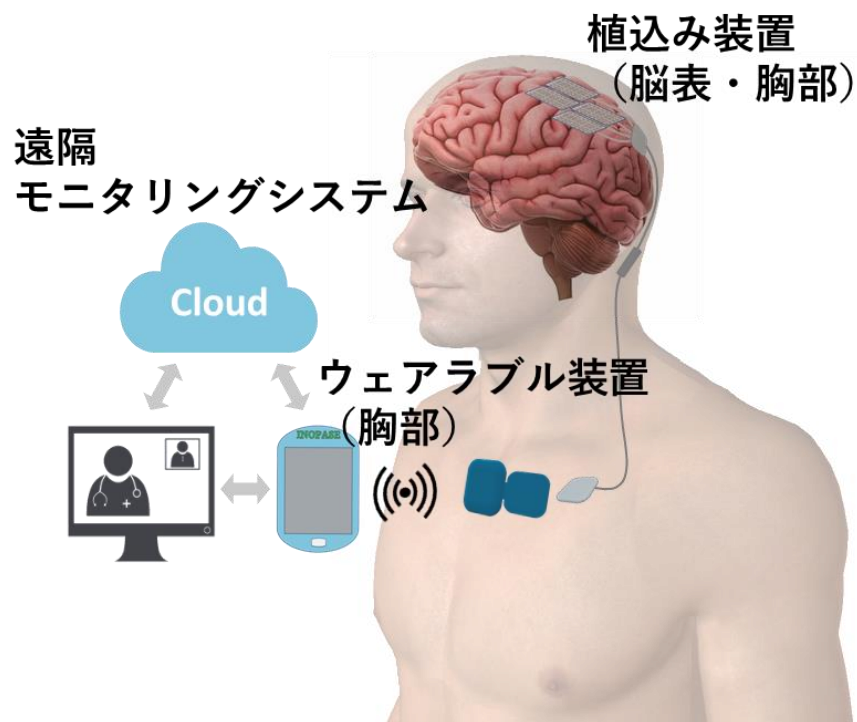 植込み装置
（脳表・胸部）
遠隔
モニタリングシステム
Cloud
ウェアラブル装置
（胸部）
INOPASE